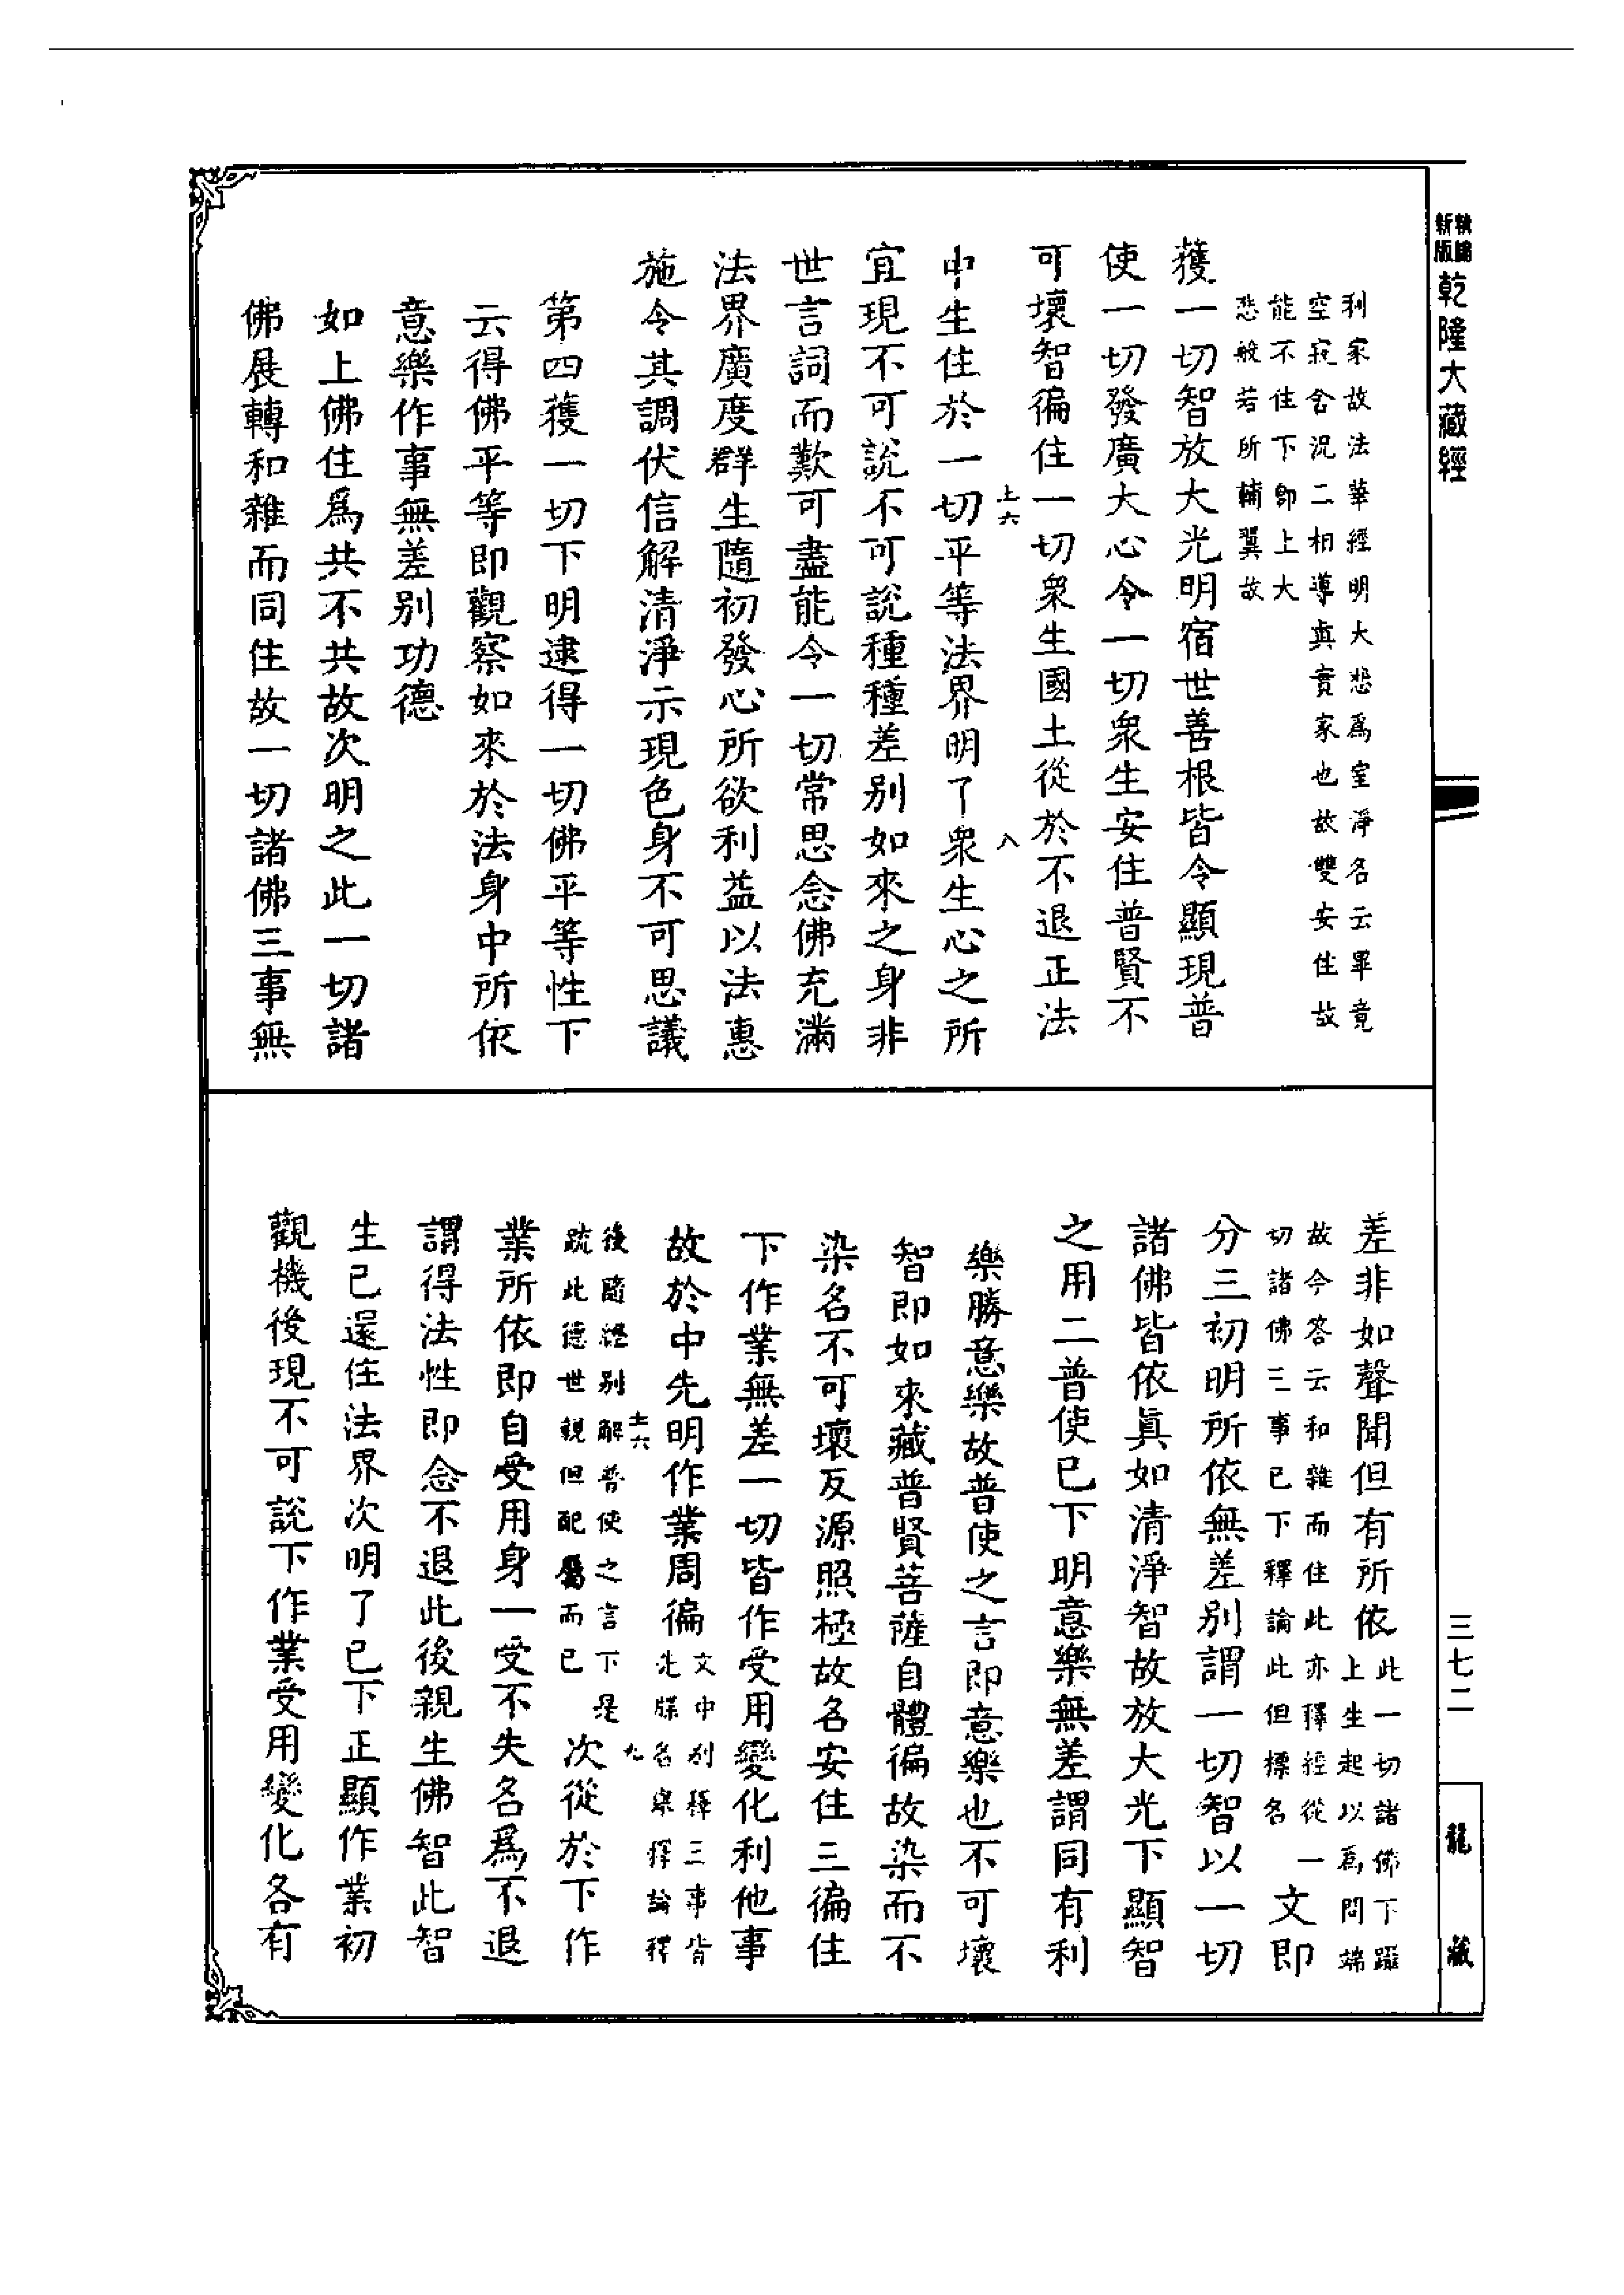 新編
新版
乾隆大藏經
利家故法華經明大悲為室淨名云畢竟
空寂舍況二相導真實家也故雙安住故
能不住下即上大
悲般若所輔翼故
獲一切智放大光明宿世善根皆令顯現普
使一切發廣大心令一切眾生安住普賢不
可壞智徧住一切眾生國土從於不退正法
上六
八
中生住於一切平等法界明了眾生心之所
宜現不可說不可說種種差別如來之身非
世言詞而歎可盡能令一切常思念佛充滿
法界廣度群生隨初發心所欲利益以法惠
施令其調伏信解清淨示現色身不可思議
第四獲一切下明逮得一切佛平等性下
云得佛平等即觀察如來於法身中所依
意樂作事無差别功德
如上佛住爲共不共故次明之此一切諸
佛展轉和雜而同住故一切諸佛三事無
差非如聲聞但有所依
此一切諸佛下躡
上生起以為問端
故今答云和雜而住此亦釋經從一
切諸佛三事已下釋論此但標名
文即
分三初明所依無差別謂一切智以一切
諸佛皆依真如清淨智故放大光下顯智
之用二普使已下明意樂無差謂同有利
樂勝意樂故普使之言即意樂也不可壞
智即如來藏普賢菩薩自體徧故染而不
染名不可壞反源照極故名安住三徧住
下作業無差一切皆作受用變化利他事
故於中先明作業周徧
文中別釋三事皆
先牒名案釋論釋
上六
九
後隨經別解普使之言下是
疏此德世親但配屬而已
次從於下作
業所依即自受用身一受不失名為不退
謂得法性即念不退此後親生佛智此智
生已還住法界次明了已下正顯作業初
觀機後現不可說下作業受用變化各有
三七二
龍藏